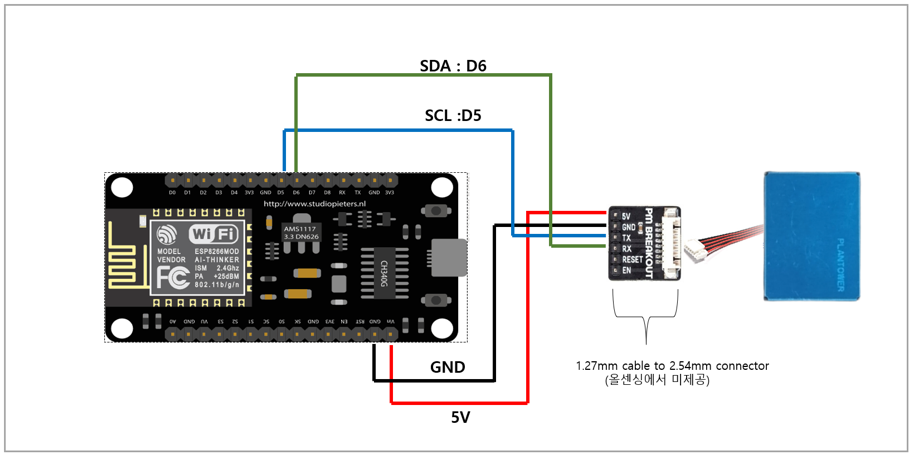 SDA : D6
SCL :D5
D0 D1 D2 D3 D4 3V3 GND D5 D6 D7 D8 RX TX GND 3V3
http://www.studiopieters.nl
AMS1117
3.3 DN626
WiFi
MODEL ESP8266MOD
VENDOR AI-THINKER
ISM 2.4Ghz
PA +25dBM
802.11b/g/n
FC
CH340G
A0 GND VU S3 S2 S1 SC S0 SK GND 3V3 EN RST GND Vin
Pm BREAKOUT
5V
GND
TX
RX
RESET
EN
PLANTOWER
GND
5V
1.27mm cable to 2.54mm connector
(올센싱에서 미제공)